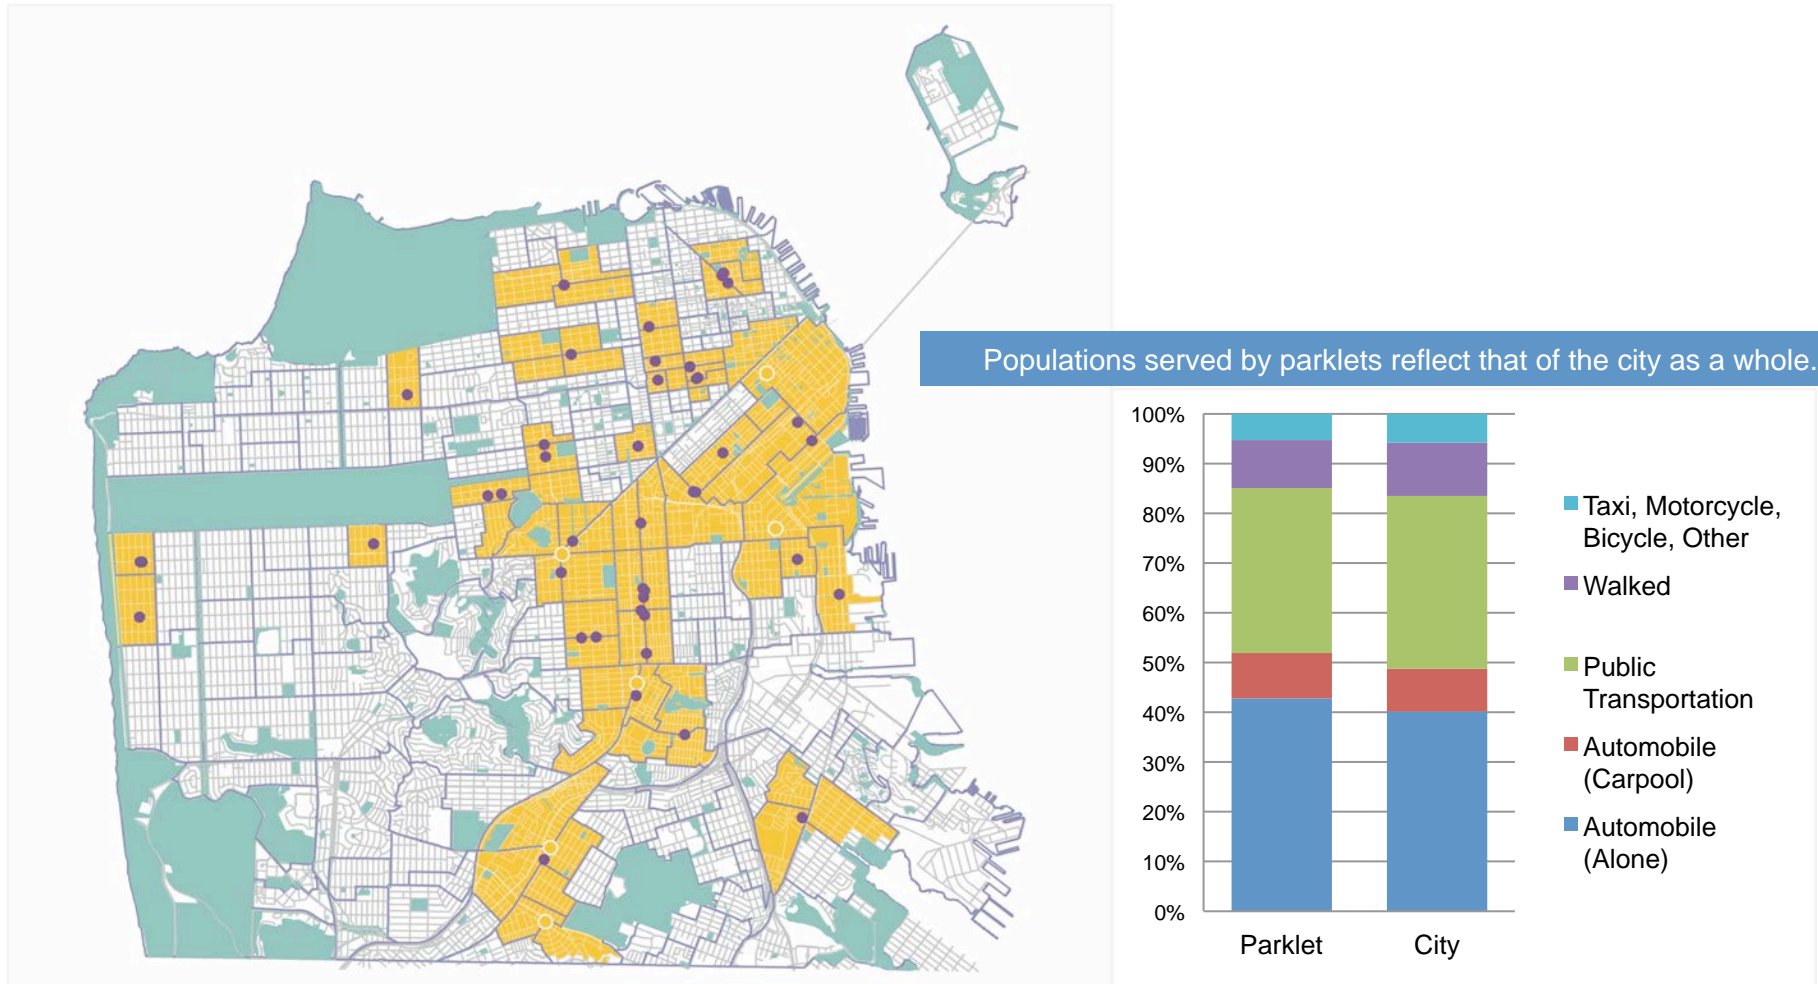 Populations served by parklets reflect that of the city as a whole.
100%
90%
80%
70%
60%
50%
40%
30%
20%
10%
0%
Parklet
City
Taxi, Motorcycle,
Bicycle, Other
Walked
Public
Transportation
Automobile
(Carpool)
Automobile
(Alone)